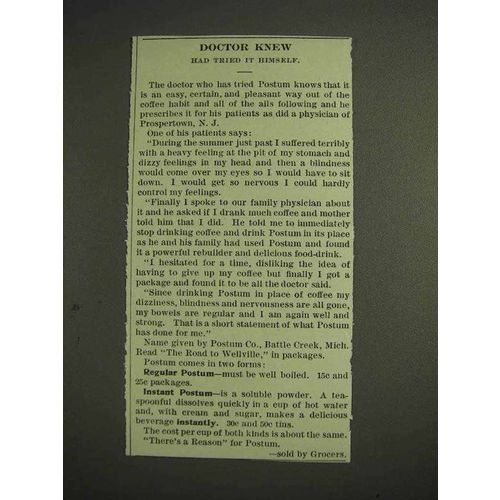 DOCTOR KNEW
HAD TRIED IT HIMSELF.
The doctor who has tried Postum knows that it
is an easy, certain, and pleasant way out of the
coffee habit and all of the ails following and he
prescribes it for his patients as did a physician of
Prospertown, N. J.
One of his patients says:
"During the summer just past I suffered terribly
with a heavy feeling at the pit of my stomach and
dizzy feelings in my head and then a blindness
would come over my eyes so I would have to sit
down. I would get so nervous I could hardly
control my feelings.
"Finally I spoke to our family physician about
it and he asked if I drank much coffee and mother
told him that I did. He told me to immediately
stop drinking coffee and drink Postum in its place
as he and his family had used Postum and found
it a powerful rebuilder and delicious food-drink.
"I hesitated for a time, disliking the idea of
having to give up my coffee but finally I got a
package and found it to be all the doctor said.
"Since drinking Postum in place of coffee my
dizziness, blindness and nervousness are all gone,
my bowels are regular and I am again well and
strong. That is a short statement of what Postum
has done for me."
Name given by Postum Co., Battle Creek, Mich.
Read "The Road to Wellville," in packages.
Postum comes in two forms:
Regular Postum—must be well boiled. 15c and
25c packages.
Instant Postum—is a soluble powder. A tea-
spoonful dissolves quickly in a cup of hot water
and, with cream and sugar, makes a delicious
beverage instantly. 30c and 50c tins.
The cost per cup of both kinds is about the same.
"There's a Reason" for Postum.
—sold by Grocers.